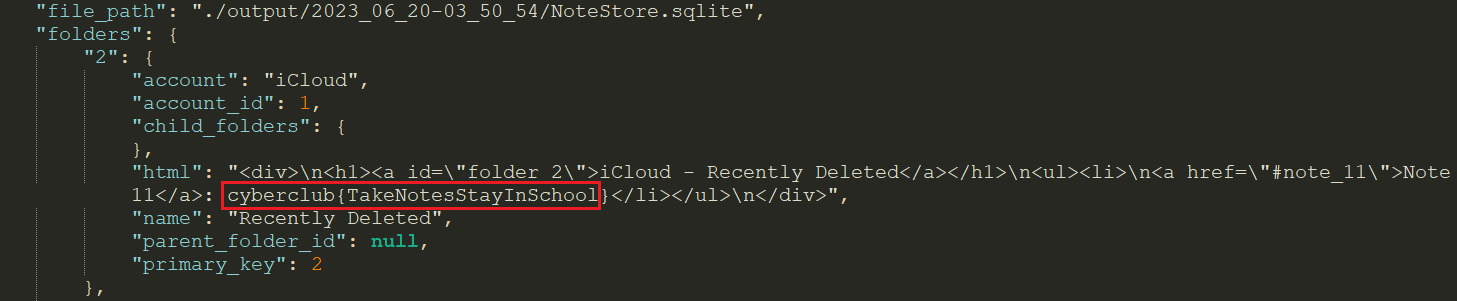 "file_path": "./output/2023_06_20-03_50_54/NoteStore.sqlite",
"folders": {
"2": {
"account": "iCloud",
"account_id": 1,
"child_folders": {
},
"html": "<div>\n<h1><a id=\"folder_2\">iCloud - Recently Deleted</a></h1>\n<ul><li>\n<a href=\"#note_11\">Note
11</a>: cyberclub{TakeNotesStayInSchool}</li></ul>\n</div>",
"name": "Recently Deleted",
"parent_folder_id": null,
"primary_key": 2
},